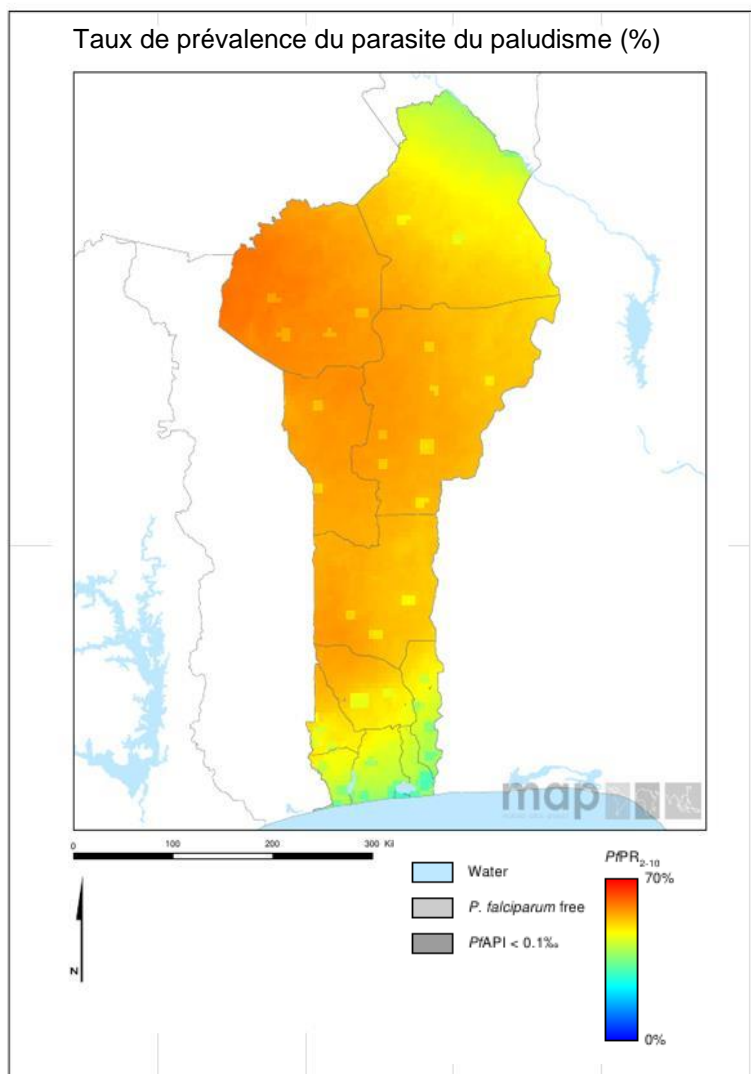 Taux de prévalence du parasite du paludisme (%)
map
0 100 200 300 Kil
Water
P. falciparum free
PfAPI < 0.1‰
PfPR2-10
70%
0%
N